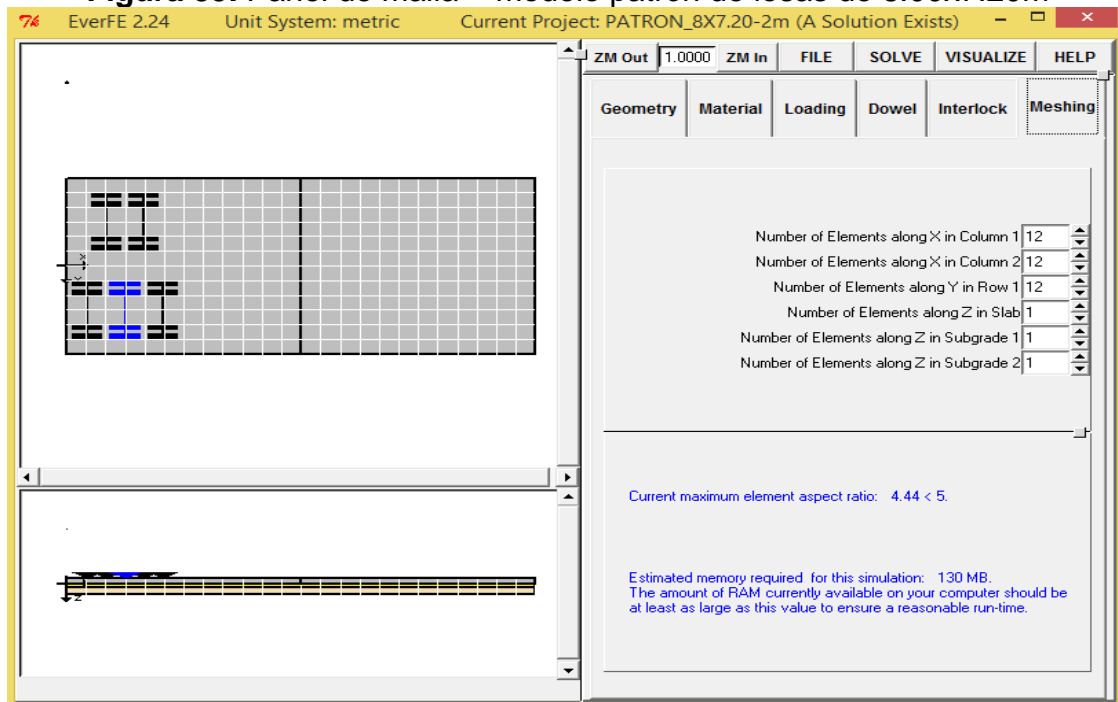 EverFE 2.24 Unit System: metric Current Project: PATRON_8X7.20-2m (A Solution Exists)
ZM Out 1.0000 ZM In FILE SOLVE VISUALIZE HELP
Geometry Material Loading Dowel Interlock Meshing
Number of Elements along X in Column 1 12
Number of Elements along X in Column 2 12
Number of Elements along Y in Row 1 12
Number of Elements along Z in Slab 1
Number of Elements along Z in Subgrade 1 1
Number of Elements along Z in Subgrade 2 1
X
Y
Z
Current maximum element aspect ratio: 4.44 < 5.
Estimated memory required for this simulation: 130 MB.
The amount of RAM currently available on your computer should be
at least as large as this value to ensure a reasonable run-time.